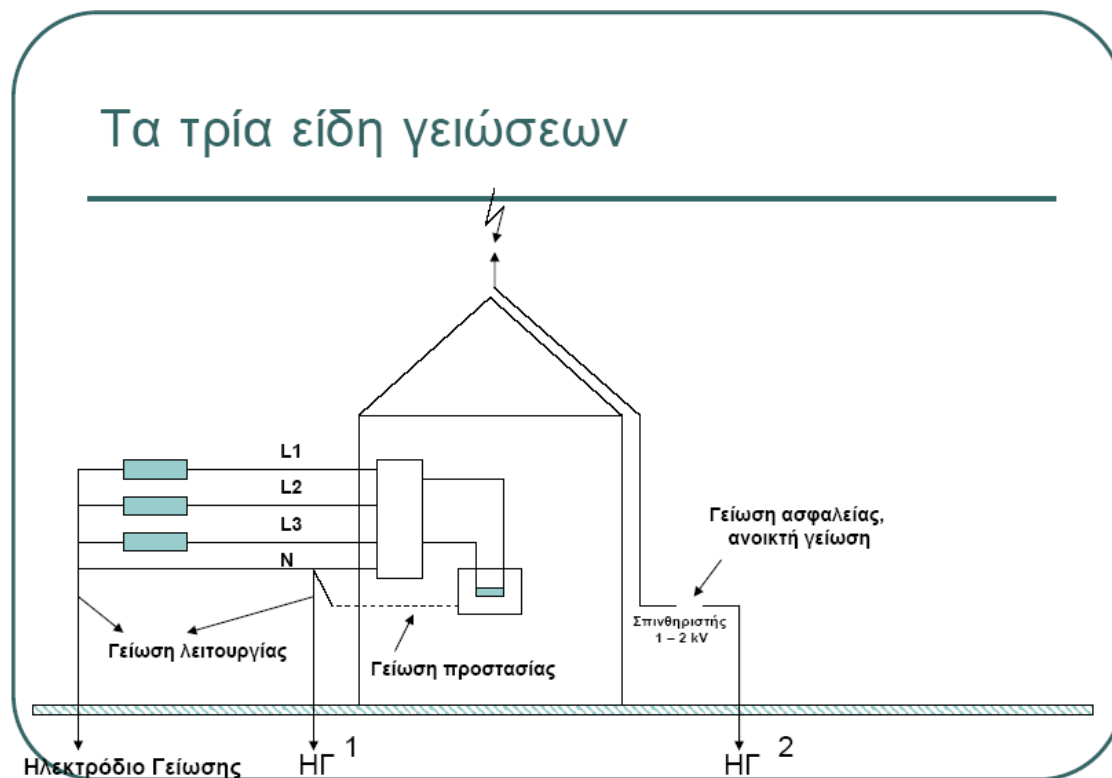 Τα τρία είδη γειώσεων
L1
L2
L3
N
Γείωση ασφαλείας,
ανοικτή γείωση
Σπινθηριστής
1 – 2 kV
Γείωση λειτουργίας
Γείωση προστασίας
Ηλεκτρόδιο Γείωσης
ΗΓ 1
ΗΓ 2